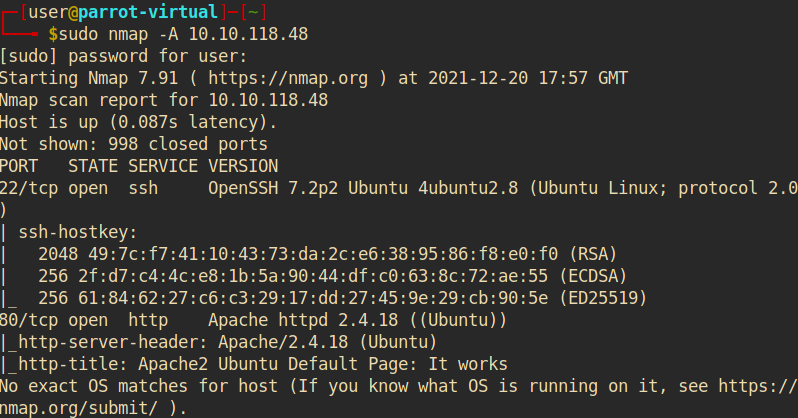 ┌─[user@parrot-virtual]─[~]
└──╼ $sudo nmap -A 10.10.118.48
[sudo] password for user:
Starting Nmap 7.91 ( https://nmap.org ) at 2021-12-20 17:57 GMT
Nmap scan report for 10.10.118.48
Host is up (0.087s latency).
Not shown: 998 closed ports
PORT   STATE SERVICE VERSION
22/tcp open  ssh     OpenSSH 7.2p2 Ubuntu 4ubuntu2.8 (Ubuntu Linux; protocol 2.0
)
| ssh-hostkey:
|   2048 49:7c:f7:41:10:43:73:da:2c:e6:38:95:86:f8:e0:f0 (RSA)
|   256 2f:d7:c4:4c:e8:1b:5a:90:44:df:c0:63:8c:72:ae:55 (ECDSA)
|_  256 61:84:62:27:c6:c3:29:17:dd:27:45:9e:29:cb:90:5e (ED25519)
80/tcp open  http    Apache httpd 2.4.18 ((Ubuntu))
|_http-server-header: Apache/2.4.18 (Ubuntu)
|_http-title: Apache2 Ubuntu Default Page: It works
No exact OS matches for host (If you know what OS is running on it, see https://
nmap.org/submit/ ).